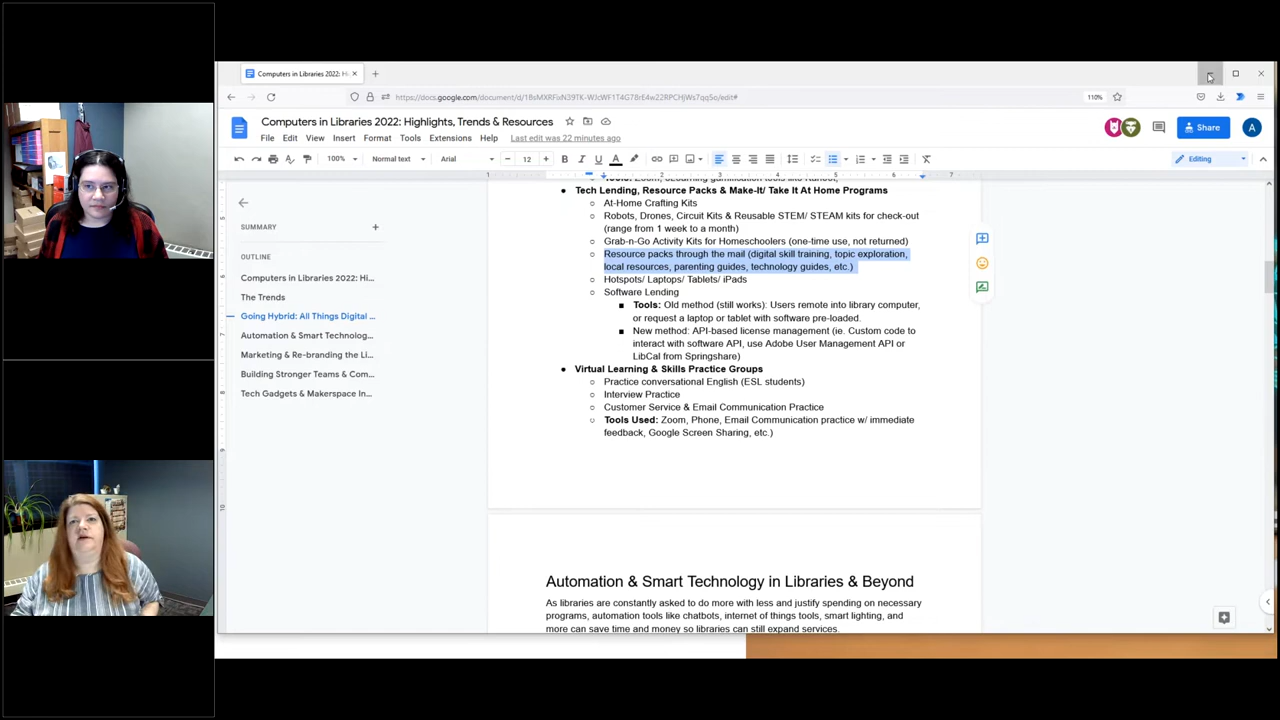 Computers in Libraries 2022: Hi
https://docs.google.com/document/d/
110%
Computers in Libraries 2022: Highlights, Trends & Resources
File Edit View Insert Format Tools Extensions Help Last edit was 22 minutes ago
Share
A
100% Normal text Arial 12 Editing
SUMMARY
OUTLINE
Computers in Libraries 2022: Hi...
The Trends
Going Hybrid: All Things Digital ...
Automation & Smart Technolog...
Marketing & Re-branding the Li...
Building Stronger Teams & Com...
Tech Gadgets & Makerspace In...
Tech Lending, Resource Packs & Make-It/ Take It At Home Programs
At-Home Crafting Kits
Robots, Drones, Circuit Kits & Reusable STEM/ STEAM kits for check-out
(range from 1 week to a month)
Grab-n-Go Activity Kits for Homeschoolers (one-time use, not returned)
Resource packs through the mail (digital skill training, topic exploration,
local resources, parenting guides, technology guides, etc.)
Hotspots/ Laptops/ Tablets/ iPads
Software Lending
Tools: Old method (still works): Users remote into library computer,
or request a laptop or tablet with software pre-loaded.
New method: API-based license management (ie. Custom code to
interact with software API, use Adobe User Management API or
LibCal from Springshare)
Virtual Learning & Skills Practice Groups
Practice conversational English (ESL students)
Interview Practice
Customer Service & Email Communication Practice
Tools Used: Zoom, Phone, Email Communication practice w/ immediate
feedback, Google Screen Sharing, etc.)
Automation & Smart Technology in Libraries & Beyond
As libraries are constantly asked to do more with less and justify spending on necessary
programs, automation tools like chatbots, internet of things tools, smart lighting, and
more can save time and money so libraries can still expand services.